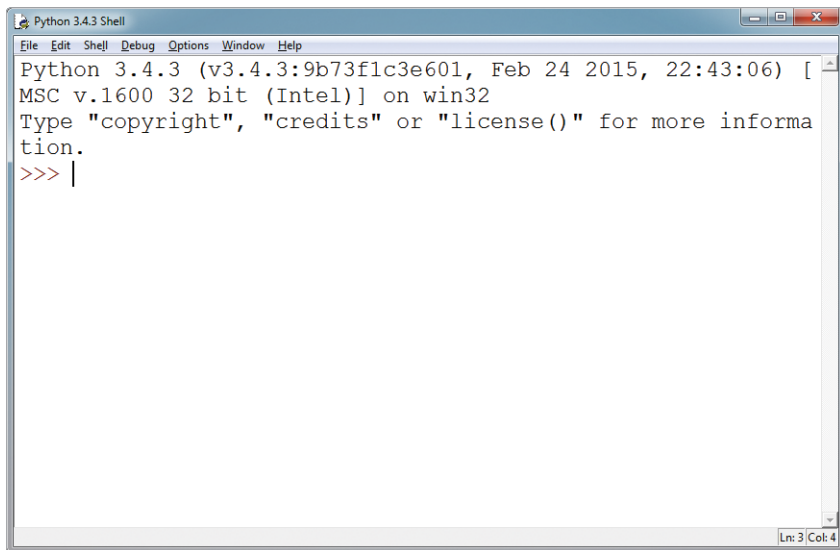 Python 3.4.3 Shell
File Edit Shell Debug Options Window Help
Python 3.4.3 (v3.4.3:9b73f1c3e601, Feb 24 2015, 22:43:06) [
MSC v.1600 32 bit (Intel)] on win32
Type "copyright", "credits" or "license()" for more informa
tion.
>>>
Ln: 3 Col: 4